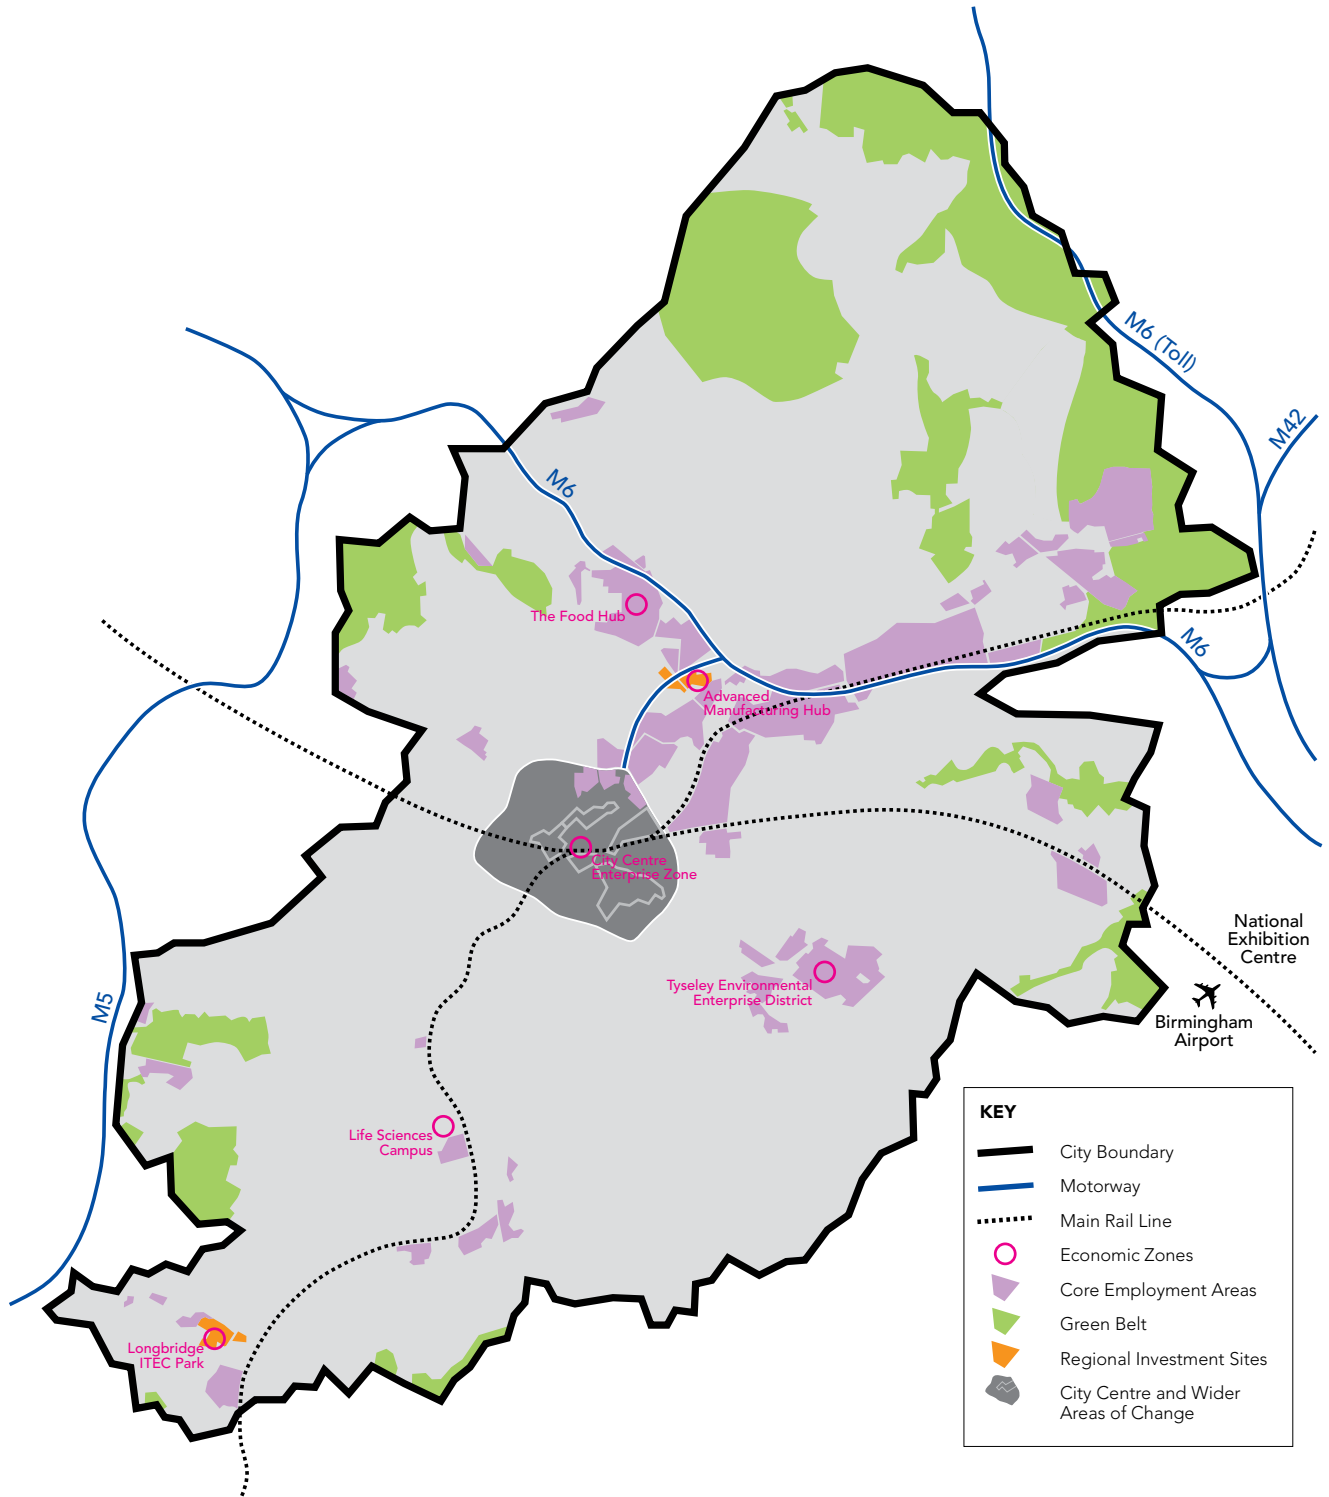 M6 (Toll)
M42
M6
The Food Hub
M6
Advanced
Manufacturing Hub
City Centre
Enterprise Zone
National
Exhibition
Centre
Tyseley Environmental
Enterprise District
M5
Birmingham
Airport
Life Sciences
Campus
Longbridge
ITEC Park
KEY
City Boundary
Motorway
Main Rail Line
Economic Zones
Core Employment Areas
Green Belt
Regional Investment Sites
City Centre and Wider
Areas of Change